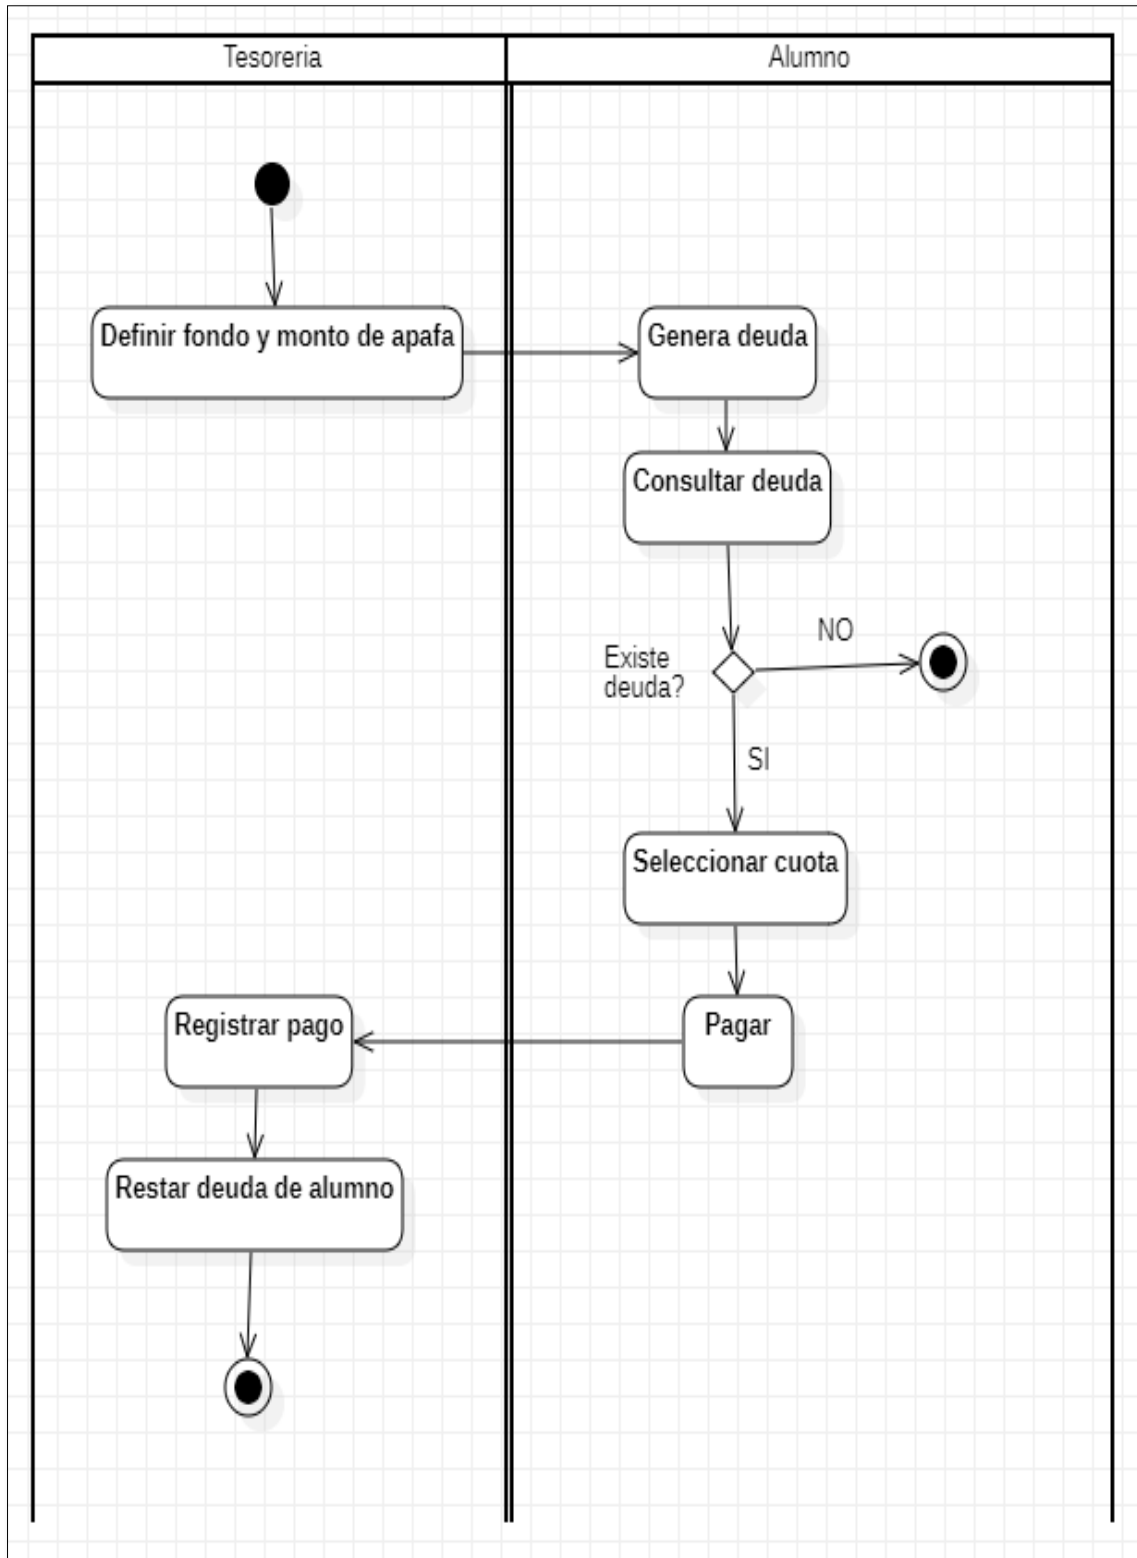 Tesoreria
Alumno
Definir fondo y monto de apafa
Genera deuda
Consultar deuda
NO
Existe
deuda?
SI
Seleccionar cuota
Registrar pago
Pagar
Restar deuda de alumno